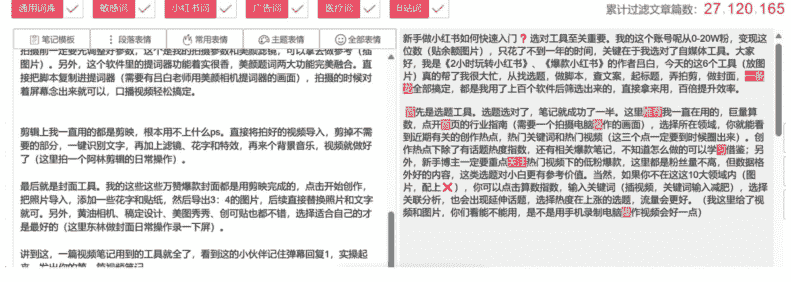 通用词库
敏感词
小红书词
广告词
医疗词
B站词
累计过滤文章篇数: 27,120,165
笔记模板
段落表情
常用表情
主题表情
全部表情
拍摄前一定要先调整好参数，这个是我的拍摄参数和美颜滤镜，可以拿去做参考（插
图片）。另外，这个软件里的提词器功能着实很香，美颜提词两大功能完美融合。直
接把脚本复制进提词器（需要有吕白老师用美颜相机提词器的画面），拍摄的时候对
着屏幕念出来就可以，口播视频轻松搞定。
剪辑上我一直用的都是剪映，根本用不上什么ps。直接将拍好的视频导入，剪掉不需
要的部分，一键识别文字，再加上滤镜、花字和特效，再来个背景音乐，视频就做好
了（这里拍一个阿林剪辑的日常操作）。
最后就是封面工具。我的这些这些万赞爆款封面都是用剪映完成的，点击开始创作，
把照片导入，添加一些花字和贴纸，然后导出3：4的图片，后续直接替换照片和文字
就可。另外，黄油相机、稿定设计、美图秀秀、创可贴也都不错，选择适合自己的才
是最好的（这里东林做封面日常操作录一下屏）。
讲到这，一篇视频笔记用到的工具就全了，看到这的小伙伴记住弹幕回复1，实操起
新手做小红书如何快速入门❓选对工具至关重要。我的这个账号呢从0-20W粉，变现这
位数（贴余额图片），只花了不到一年的时间，关键在于我选对了自媒体工具。大家
好，我是《2小时玩转小红书》、《爆款小红书》的作者吕白，今天的这6个工具（放图
片）真的帮了我很大忙，从找选题，做脚本，查文案，起标题，弄拍剪，做封面，一的
龙全部搞定，都是我用了上百个软件后筛选出来的，直接拿来用，百倍提升效率。
首先是选题工具。选题选对了，笔记就成功了一半。这里推荐我一直在用的，巨量算
数，点开首页的行业指南（需要一个拍摄电脑操作的画面），选择所在领域，你就能看
到近期有关的创作热点，热门关键词和热门视频（这三个点一定要到时候圈出来）。创
作热点下除了有话题热度指数，还有相关爆款笔记，不知道怎么做的可以学习借鉴；另
外，新手博主一定要重点关注热门视频下的低粉爆款，这里都是粉丝量不高，但数据格
外好的内容，这类选题对小白更有参考价值。当然，如果你不在这这10大领域内（图
片，配上❌），你可以点击算数指数，输入关键词（插视频，关键词输入减肥），选择
关联分析，也会出现延伸话题，选择热度在上涨的选题，流量会更好。（我这里给了视
频和图片，你们看能不能用，是不是用手机录制电脑操作视频会好一点）